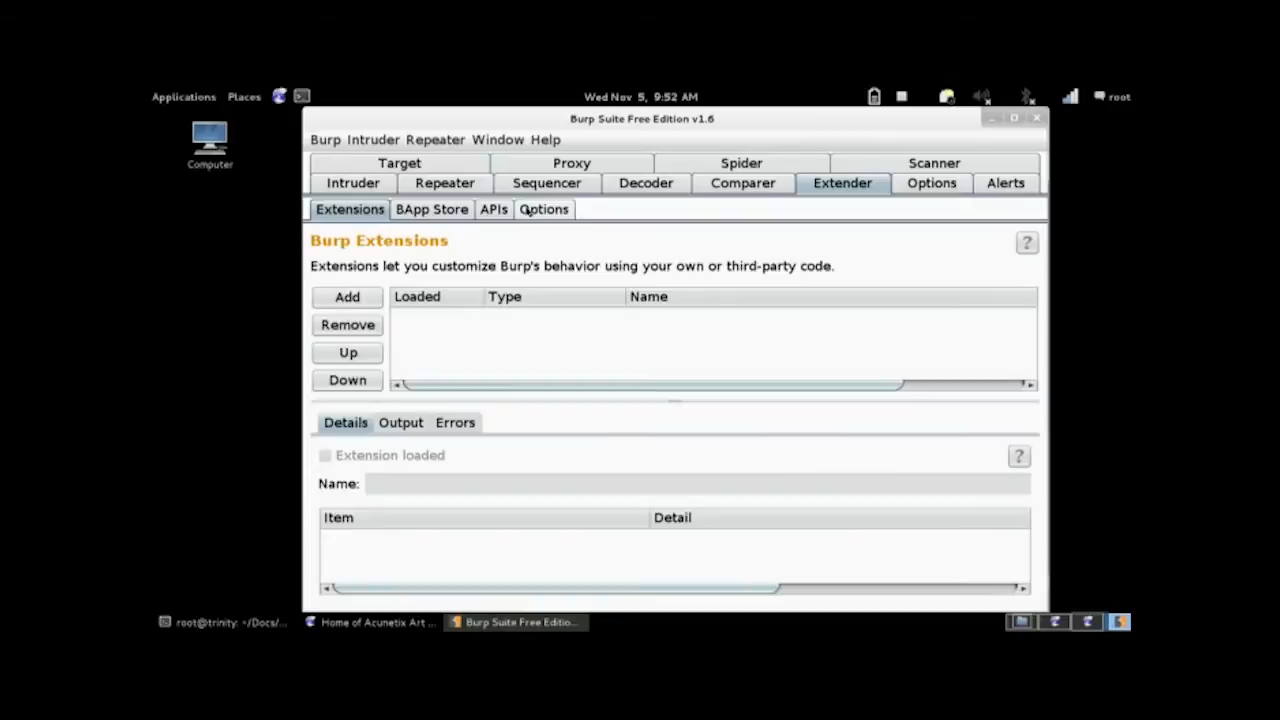 Applications Places Wed Nov 5, 9:52 AM root
Computer
Burp Suite Free Edition v1.6
Burp Intruder Repeater Window Help
Target Proxy Spider Scanner
Intruder Repeater Sequencer Decoder Comparer Extender Options Alerts
Extensions BApp Store APIs Options
Burp Extensions ?
Extensions let you customize Burp's behavior using your own or third-party code.
Add Loaded Type Name
Remove
Up
Down
Details Output Errors
Extension loaded ?
Name:
Item Detail
root@trinity: ~/Docs/... Home of Acunetix Art ... Burp Suite Free Editio...